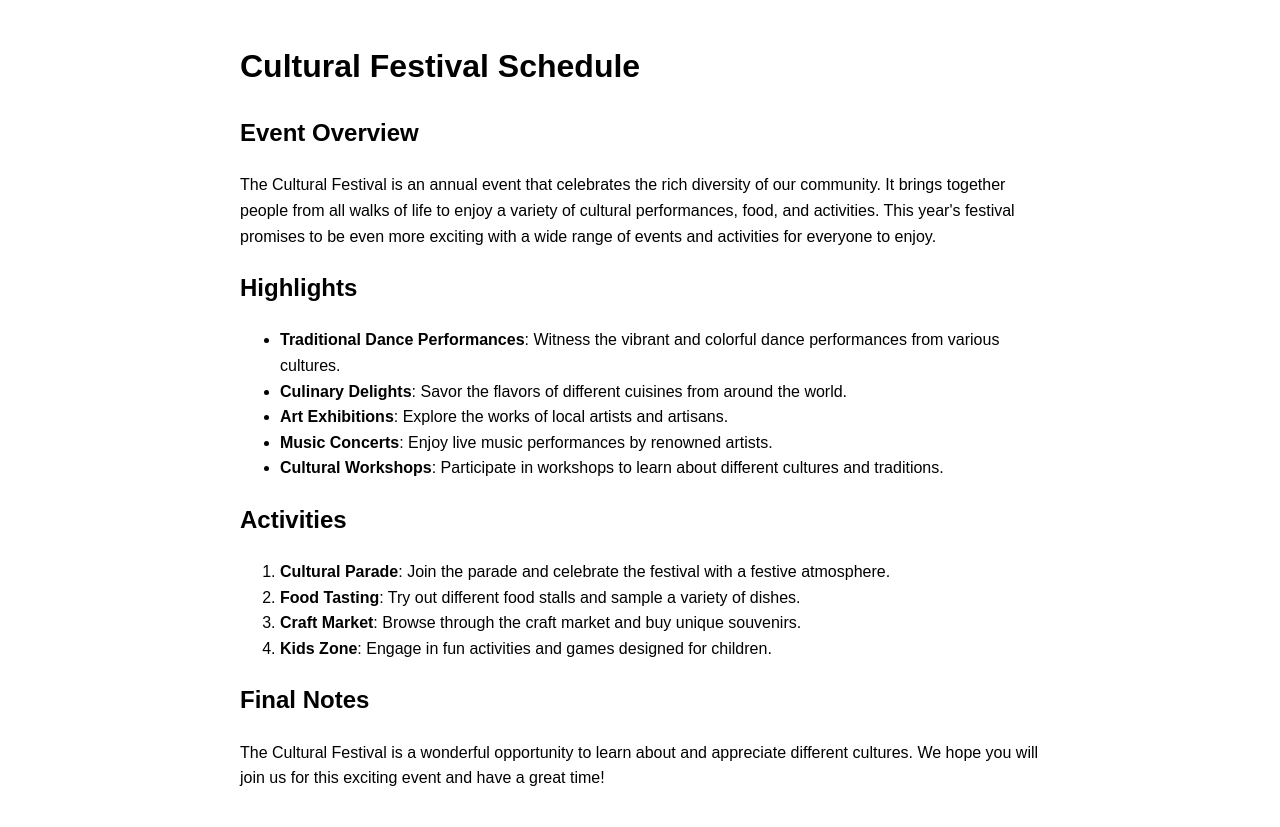 Cultural Festival Schedule
Event Overview
The Cultural Festival is an annual event that celebrates the rich diversity of our community. It brings together
people from all walks of life to enjoy a variety of cultural performances, food, and activities. This year's festival
promises to be even more exciting with a wide range of events and activities for everyone to enjoy.
Highlights
• Traditional Dance Performances: Witness the vibrant and colorful dance performances from various
cultures.
• Culinary Delights: Savor the flavors of different cuisines from around the world.
• Art Exhibitions: Explore the works of local artists and artisans.
• Music Concerts: Enjoy live music performances by renowned artists.
• Cultural Workshops: Participate in workshops to learn about different cultures and traditions.
Activities
1. Cultural Parade: Join the parade and celebrate the festival with a festive atmosphere.
2. Food Tasting: Try out different food stalls and sample a variety of dishes.
3. Craft Market: Browse through the craft market and buy unique souvenirs.
4. Kids Zone: Engage in fun activities and games designed for children.
Final Notes
The Cultural Festival is a wonderful opportunity to learn about and appreciate different cultures. We hope you will
join us for this exciting event and have a great time!